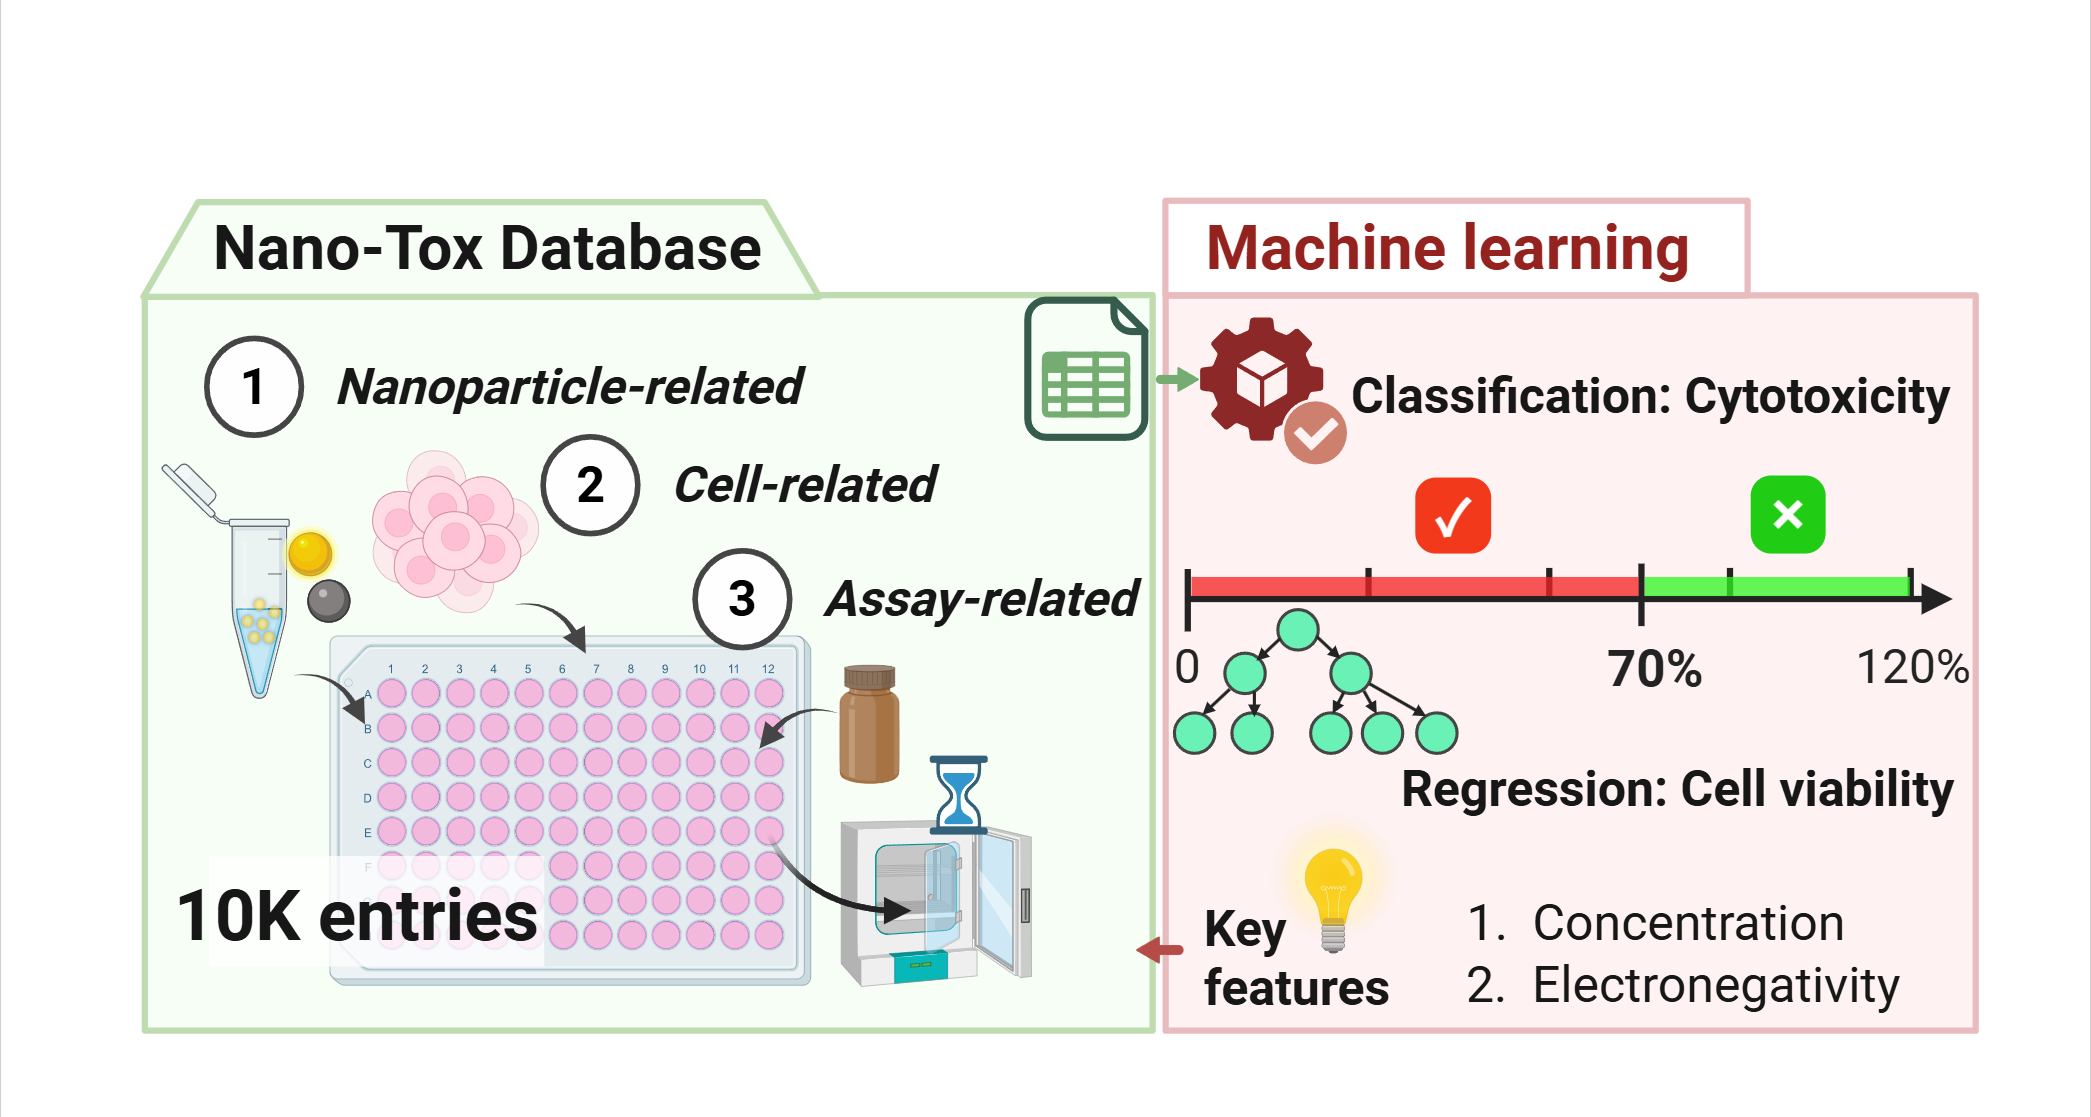 Nano-Tox Database
1 Nanoparticle-related
2 Cell-related
3 Assay-related
1 2 3 4 5 6 7 8 9 10 11 12
A
B
C
D
E
F
10K entries
Machine learning
Classification: Cytotoxicity
0 70% 120%
Regression: Cell viability
Key
features
1. Concentration
2. Electronegativity